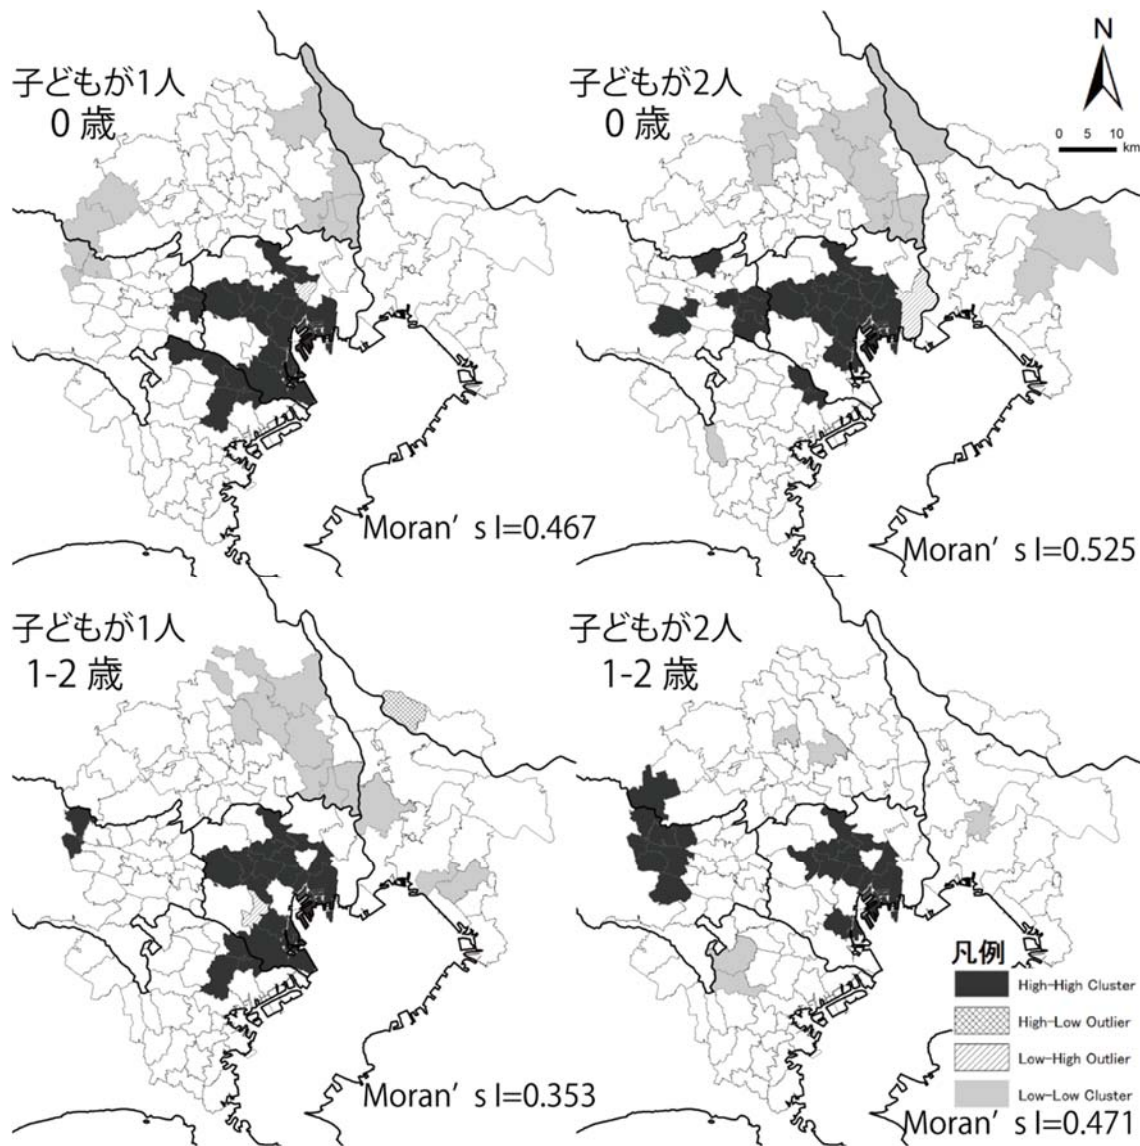 子どもが1人
0 歳
Moran’s I=0.467
子どもが2人
0 歳
N
0 5 10
km
Moran’s I=0.525
子どもが1人
1-2 歳
Moran’s I=0.353
子どもが2人
1-2 歳
凡例
High-High Cluster
High-Low Outlier
Low-High Outlier
Low-Low Cluster
Moran’s I=0.471